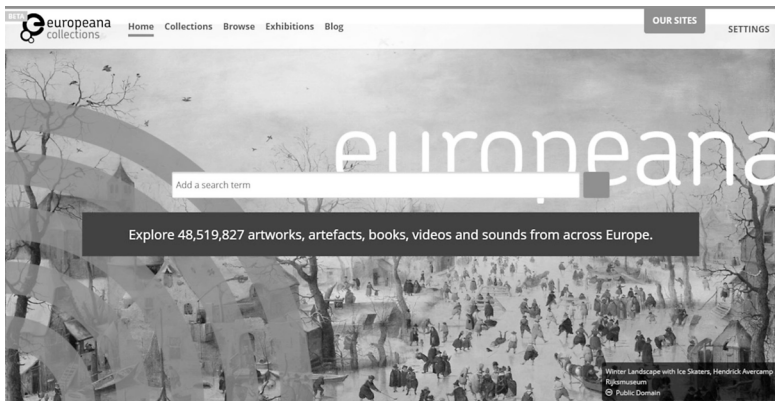 BETA
europeana
collections
Home Collections Browse Exhibitions Blog
OUR SITES
SETTINGS
europeana
Add a search term
Explore 48,519,827 artworks, artefacts, books, videos and sounds from across Europe.
Winter Landscape with Ice Skaters, Hendrick Avercamp
Rijksmuseum
Public Domain